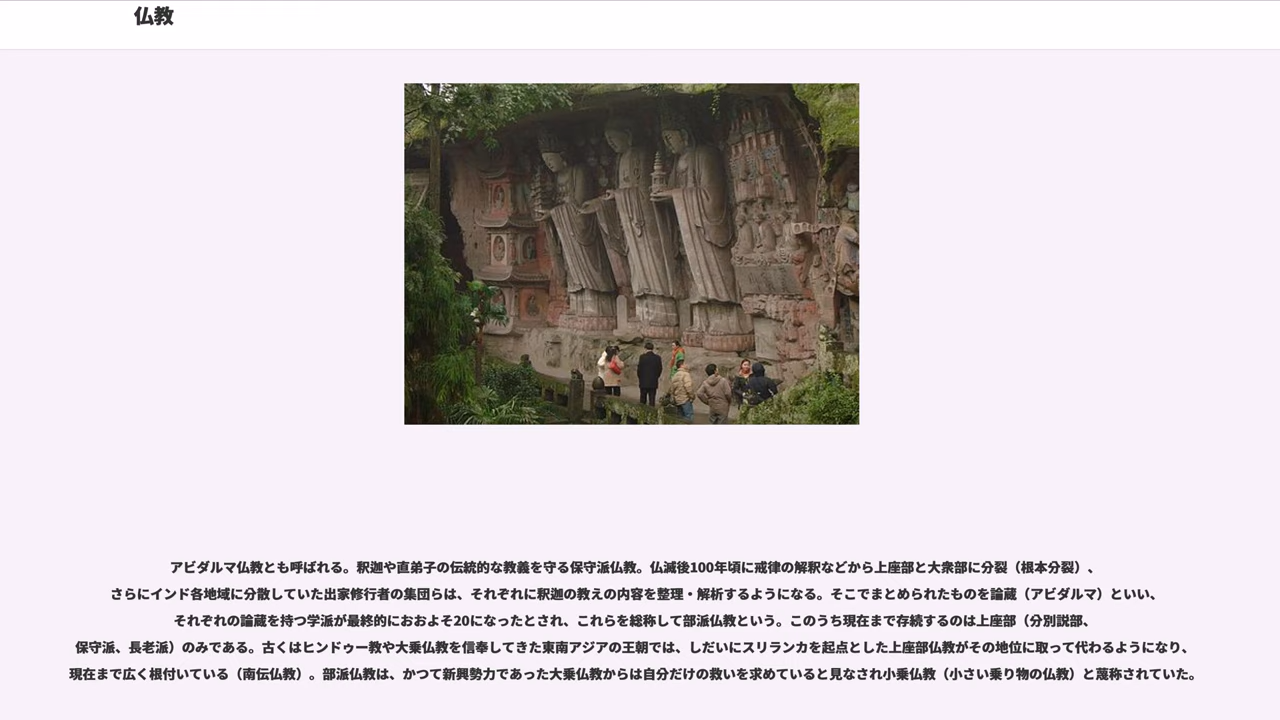 仏教
アビダルマ仏教とも呼ばれる。釈迦や直弟子の伝統的な教義を守る保守派仏教。仏滅後100年頃に戒律の解釈などから上座部と大衆部に分裂（根本分裂）、
さらにインド各地域に分散していた出家修行者の集団らは、それぞれに釈迦の教えの内容を整理・解析するようになる。そこでまとめられたものを論蔵（アビダルマ）といい、
それぞれの論蔵を持つ学派が最終的におおよそ20になったとされ、これらを総称して部派仏教という。このうち現在まで存続するのは上座部（分別説部、
保守派、長老派）のみである。古くはヒンドゥー教や大乗仏教を信奉してきた東南アジアの王朝では、しだいにスリランカを起点とした上座部仏教がその地位に取って代わるようになり、
現在まで広く根付いている（南伝仏教）。部派仏教は、かつて新興勢力であった大乗仏教からは自分だけの救いを求めていると見なされ小乗仏教（小さい乗り物の仏教）と蔑称されていた。